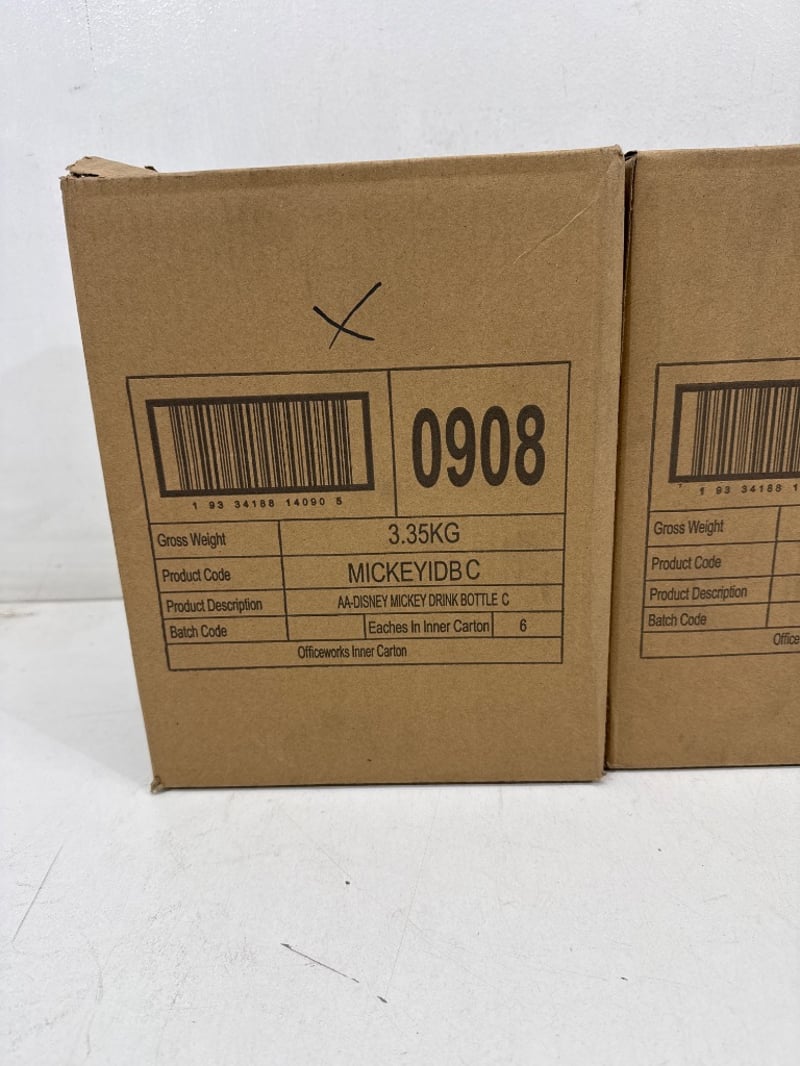 1 93 34188 14090 5
0908
Gross Weight 3.35KG
Product Code MICKEYIDB C
Product Description AA-DISNEY MICKEY DRINK BOTTLE C
Batch Code Eaches In Inner Carton 6
Officeworks Inner Carton
1 93 34188 1
Gross Weight
Product Code
Product Description
Batch Code
Office